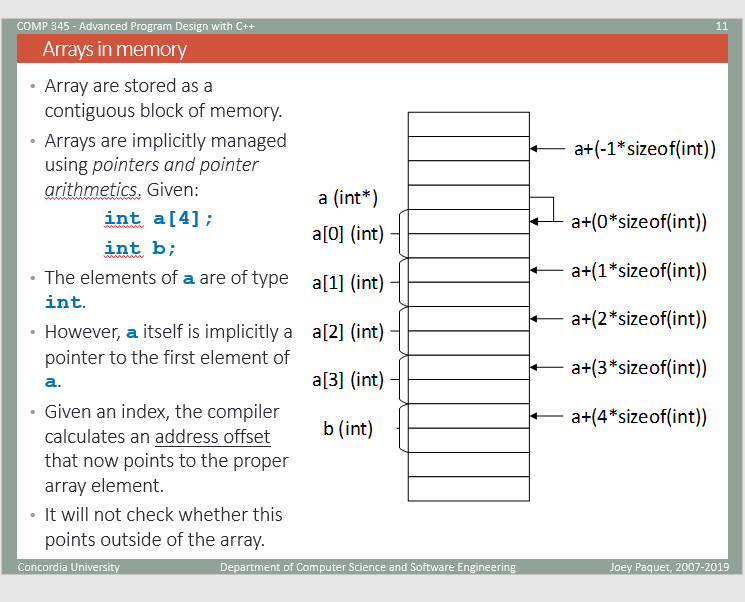 COMP 345 - Advanced Program Design with C++
11
Arrays in memory
• Array are stored as a
contiguous block of memory.
• Arrays are implicitly managed
using pointers and pointer
arithmetics. Given:
int a[4];
int b;
• The elements of a are of type
int.
• However, a itself is implicitly a
pointer to the first element of
a.
• Given an index, the compiler
calculates an address offset
that now points to the proper
array element.
• It will not check whether this
points outside of the array.
a (int*)
a[0] (int)
a[1] (int)
a[2] (int)
a[3] (int)
b (int)
a+(-1*sizeof(int))
a+(0*sizeof(int))
a+(1*sizeof(int))
a+(2*sizeof(int))
a+(3*sizeof(int))
a+(4*sizeof(int))
Concordia University
Department of Computer Science and Software Engineering
Joey Paquet, 2007-2019